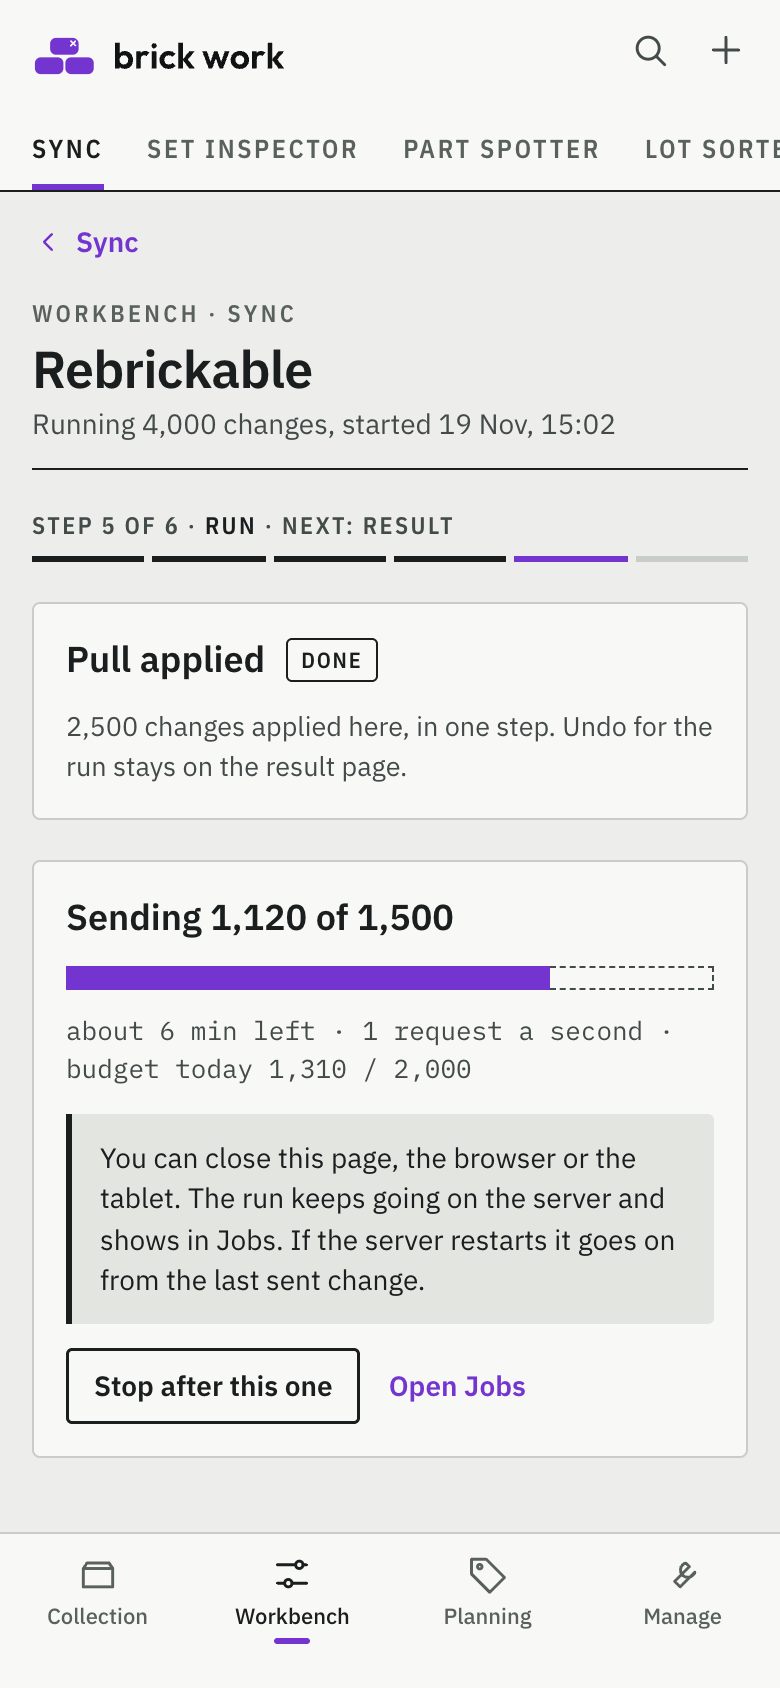 brick work
SYNC SET INSPECTOR PART SPOTTER LOT SORTE
Sync
WORKBENCH · SYNC
Rebrickable
Running 4,000 changes, started 19 Nov, 15:02
STEP 5 OF 6 · RUN · NEXT: RESULT
Pull applied DONE
2,500 changes applied here, in one step. Undo for the
run stays on the result page.
Sending 1,120 of 1,500
about 6 min left · 1 request a second ·
budget today 1,310 / 2,000
You can close this page, the browser or the
tablet. The run keeps going on the server and
shows in Jobs. If the server restarts it goes on
from the last sent change.
Stop after this one Open Jobs
Collection Workbench Planning Manage